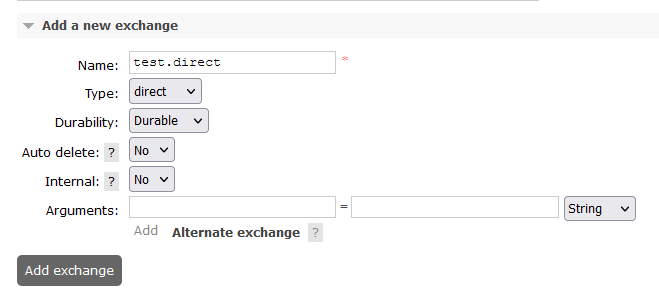 Add a new exchange
Name: test.direct *
Type: direct
Durability: Durable
Auto delete: ? No
Internal: ? No
Arguments: = String
Add Alternate exchange ?
Add exchange